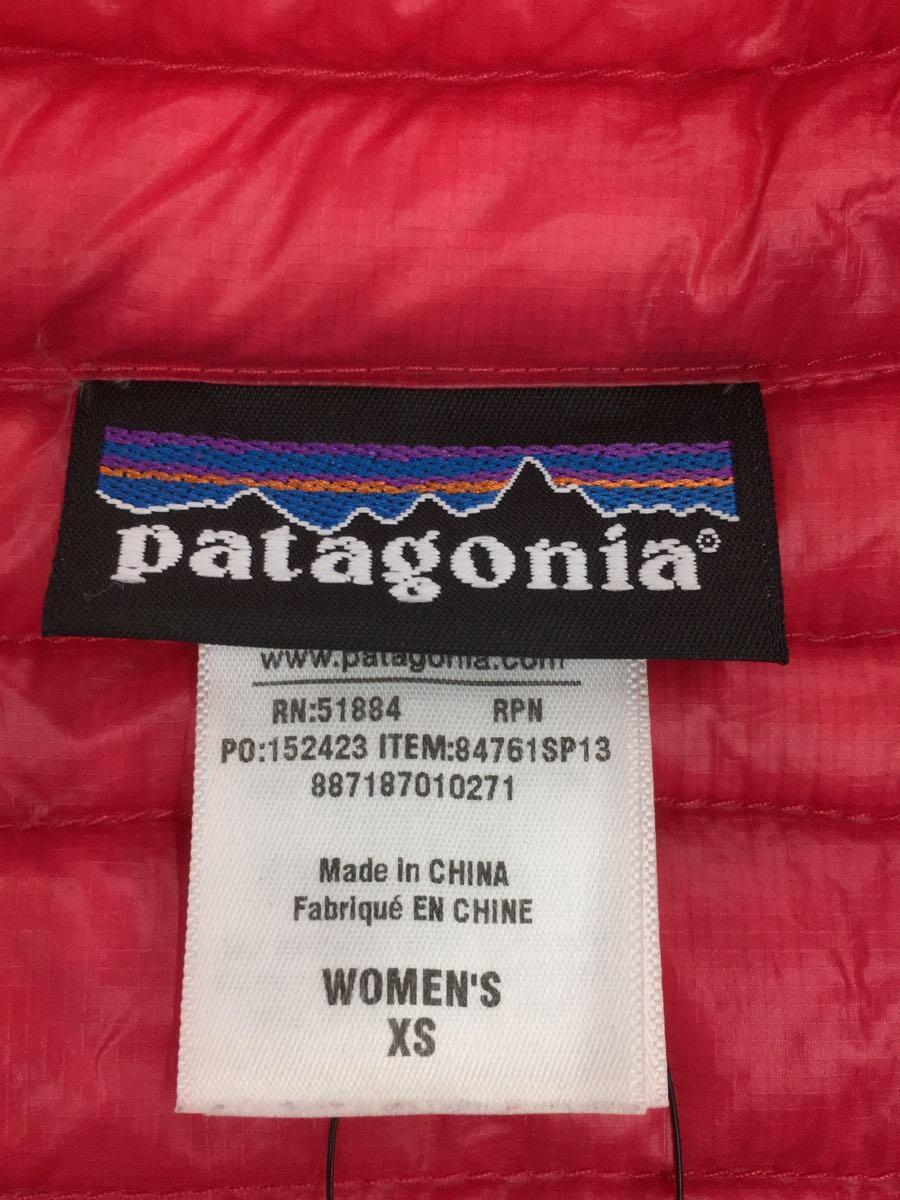 patagonia®
www.patagonia.com
RN:51884 RPN
PO:152423 ITEM:84761SP13
887187010271
Made in CHINA
Fabriqué EN CHINE
WOMEN'S
XS